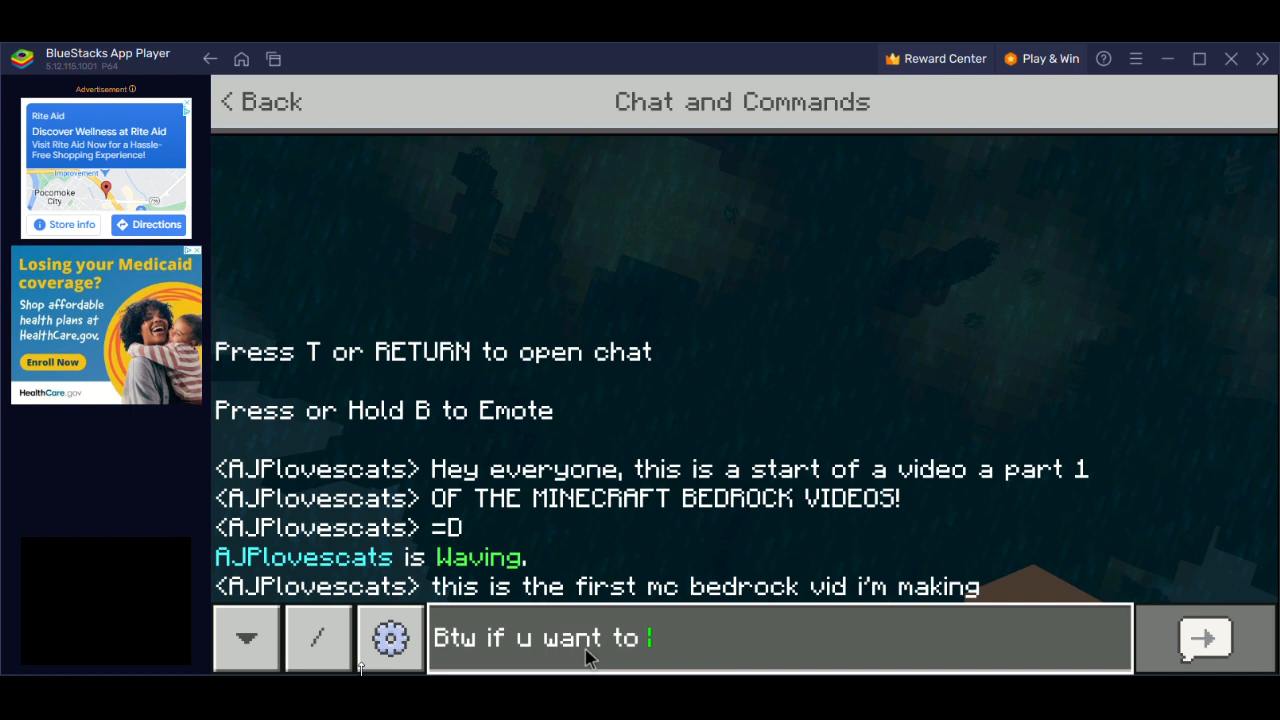 BlueStacks App Player
5.12.115.1001 P64
Reward Center
Play & Win
Advertisement
Rite Aid
Discover Wellness at Rite Aid
Visit Rite Aid Now for a Hassle-
Free Shopping Experience!
Improvement
Pocomoke
City
Store info
Directions
Losing your Medicaid
coverage?
Shop affordable
health plans at
HealthCare.gov.
Enroll Now
HealthCare.gov
< Back
Chat and Commands
Press T or RETURN to open chat
Press or Hold B to Emote
<AJPlovescats> Hey everyone, this is a start of a video a part 1
<AJPlovescats> OF THE MINECRAFT BEDROCK VIDEOS!
<AJPlovescats> =D
AJPlovescats is Waving.
<AJPlovescats> this is the first mc bedrock vid i'm making
/
Btw if u want to